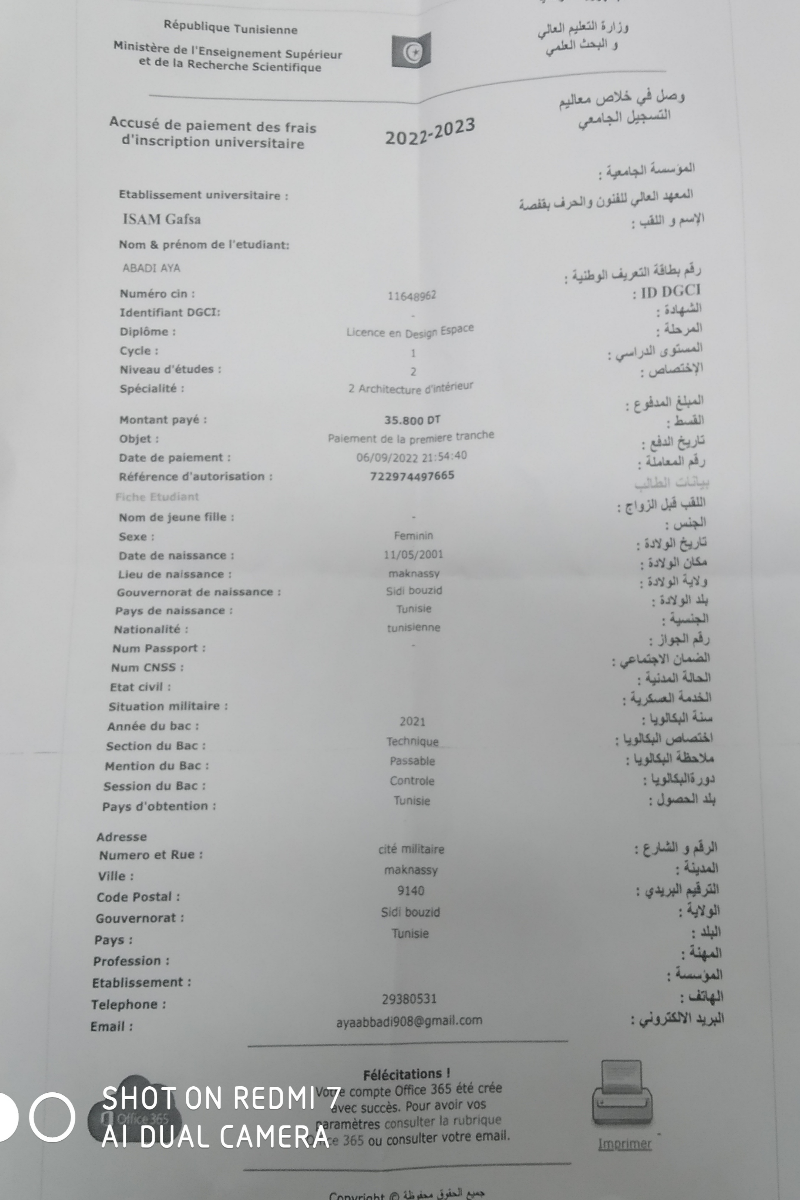 République Tunisienne
Ministère de l'Enseignement Supérieur
et de la Recherche Scientifique
وزارة التعليم العالي
و البحث العلمي
Accusé de paiement des frais
d'inscription universitaire
2022-2023
وصل في خلاص معاليم
التسجيل الجامعي
المؤسسة الجامعية :
Etablissement universitaire :
المعهد العالي للفنون والحرف بقفصة
ISAM Gafsa
الإسم و اللقب :
Nom & prénom de l'etudiant:
ABADI AYA
رقم بطاقة التعريف الوطنية :
Numéro cin : 11648962
ID DGCI :
Identifiant DGCI: -
الشهادة :
Diplôme : Licence en Design Espace
المرحلة :
Cycle : 1
المستوى الدراسي :
Niveau d'études : 2
الإختصاص :
Spécialité : 2 Architecture d'intérieur
المبلغ المدفوع :
Montant payé : 35.800 DT
القسط :
Objet : Paiement de la premiere tranche
تاريخ الدفع :
Date de paiement : 06/09/2022 21:54:40
رقم المعاملة :
Référence d'autorisation : 722974497665
بيانات الطالب
Fiche Etudiant
اللقب قبل الزواج :
Nom de jeune fille : -
الجنس :
Sexe : Feminin
تاريخ الولادة :
Date de naissance : 11/05/2001
مكان الولادة :
Lieu de naissance : maknassy
ولاية الولادة :
Gouvernorat de naissance : Sidi bouzid
بلد الولادة :
Pays de naissance : Tunisie
الجنسية :
Nationalité : tunisienne
رقم الجواز :
Num Passport : -
الضمان الاجتماعي :
Num CNSS :
الحالة المدنية :
Etat civil :
الخدمة العسكرية :
Situation militaire :
سنة البكالويا :
Année du bac : 2021
اختصاص البكالويا :
Section du Bac : Technique
ملاحظة البكالويا :
Mention du Bac : Passable
دورةالبكالويا :
Session du Bac : Controle
بلد الحصول :
Pays d'obtention : Tunisie
Adresse
Numero et Rue : cité militaire الرقم و الشارع :
Ville : maknassy المدينة :
Code Postal : 9140 الترقيم البريدي :
Gouvernorat : Sidi bouzid الولاية :
Pays : Tunisie البلد :
Profession : المهنة :
Etablissement : المؤسسة :
Telephone : 29380531 الهاتف :
Email : ayaabbadi908@gmail.com البريد الالكتروني :
Félécitations !
Votre compte Office 365 été crée
avec succès. Pour avoir vos
paramètres consulter la rubrique
Office 365 ou consulter votre email.
Office 365
Imprimer
SHOT ON REDMI 7
AI DUAL CAMERA
Copyright © جميع الحقوق محفوظة